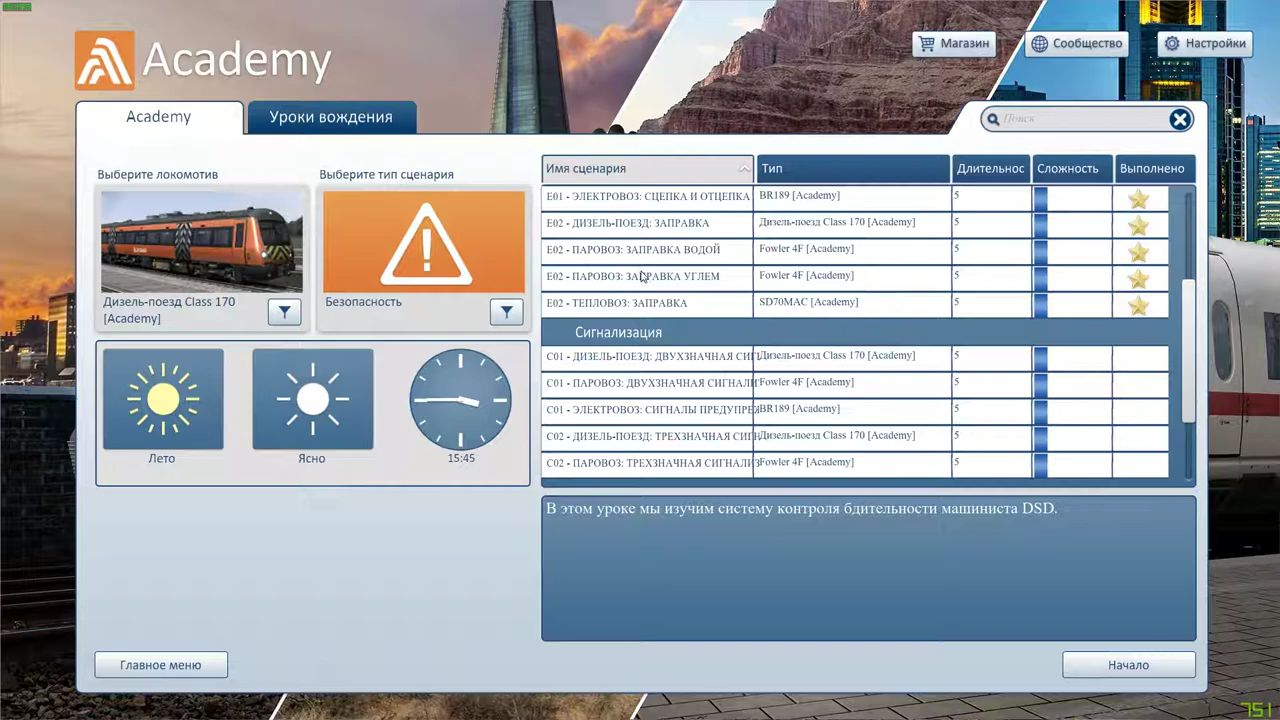 Academy
Магазин
Сообщество
Настройки
Academy
Уроки вождения
Поиск
Выберите локомотив
Выберите тип сценария
Дизель-поезд Class 170
[Academy]
Безопасность
Лето
Ясно
15:45
Имя сценария Тип Длительнос Сложность Выполнено
E01 - ЭЛЕКТРОВОЗ: СЦЕПКА И ОТЦЕПКА BR189 [Academy] 5
E02 - ДИЗЕЛЬ-ПОЕЗД: ЗАПРАВКА Дизель-поезд Class 170 [Academy] 5
E02 - ПАРОВОЗ: ЗАПРАВКА ВОДОЙ Fowler 4F [Academy] 5
E02 - ПАРОВОЗ: ЗАПРАВКА УГЛЕМ Fowler 4F [Academy] 5
E02 - ТЕПЛОВОЗ: ЗАПРАВКА SD70MAC [Academy] 5
Сигнализация
C01 - ДИЗЕЛЬ-ПОЕЗД: ДВУХЗНАЧНАЯ СИГ Дизель-поезд Class 170 [Academy] 5
C01 - ПАРОВОЗ: ДВУХЗНАЧНАЯ СИГНАЛИ Fowler 4F [Academy] 5
C01 - ЭЛЕКТРОВОЗ: СИГНАЛЫ ПРЕДУПРЕ BR189 [Academy] 5
C02 - ДИЗЕЛЬ-ПОЕЗД: ТРЕХЗНАЧНАЯ СИГ Дизель-поезд Class 170 [Academy] 5
C02 - ПАРОВОЗ: ТРЕХЗНАЧНАЯ СИГНАЛИЗ Fowler 4F [Academy] 5
В этом уроке мы изучим систему контроля бдительности машиниста DSD.
Главное меню
Начало
751